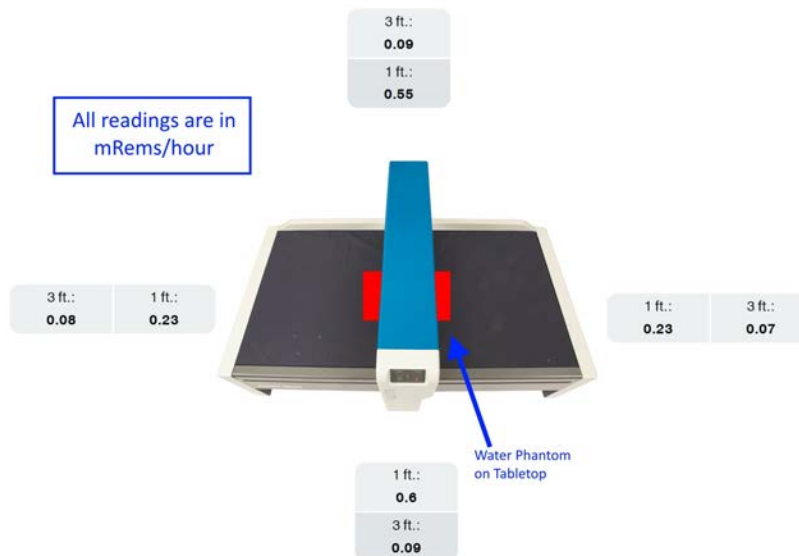 3 ft.:
0.09
1 ft.:
0.55
All readings are in
mRems/hour
3 ft.:
0.08
1 ft.:
0.23
1 ft.:
0.23
3 ft.:
0.07
Water Phantom
on Tabletop
1 ft.:
0.6
3 ft.:
0.09